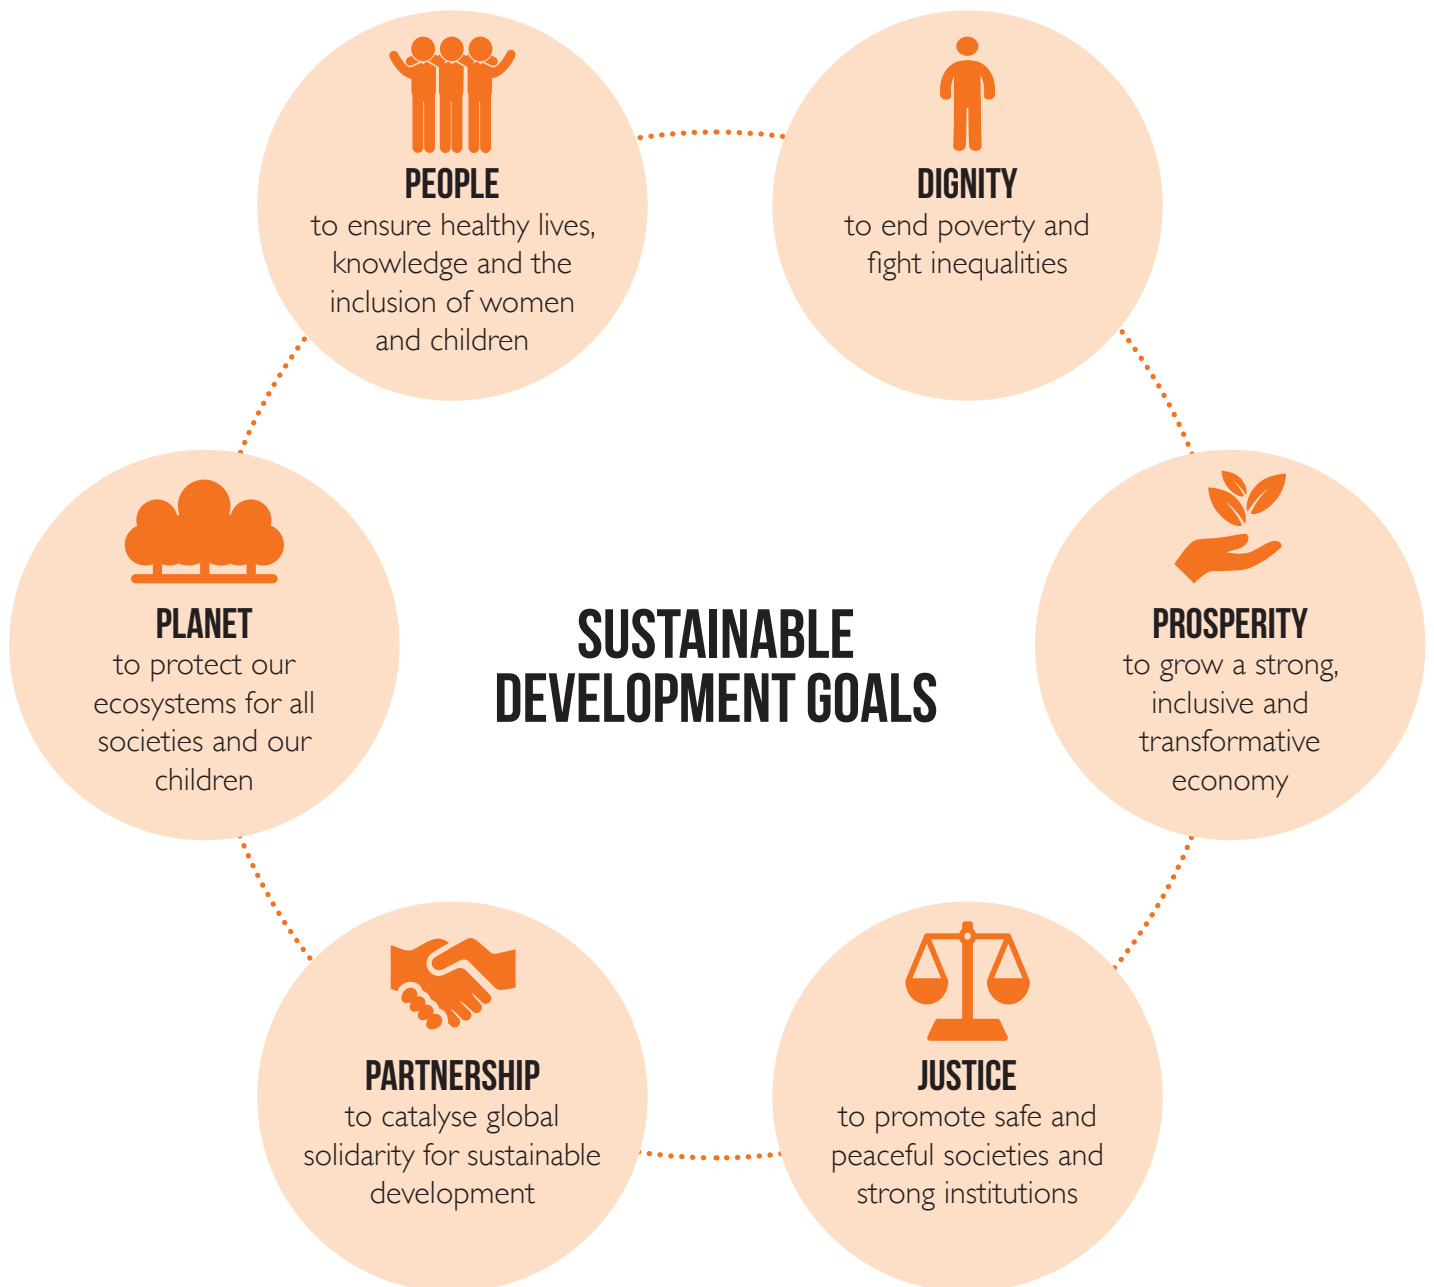 PEOPLE
to ensure healthy lives,
knowledge and the
inclusion of women
and children
DIGNITY
to end poverty and
fight inequalities
PLANET
to protect our
ecosystems for all
societies and our
children
SUSTAINABLE
DEVELOPMENT GOALS
PROSPERITY
to grow a strong,
inclusive and
transformative
economy
PARTNERSHIP
to catalyse global
solidarity for sustainable
development
JUSTICE
to promote safe and
peaceful societies and
strong institutions